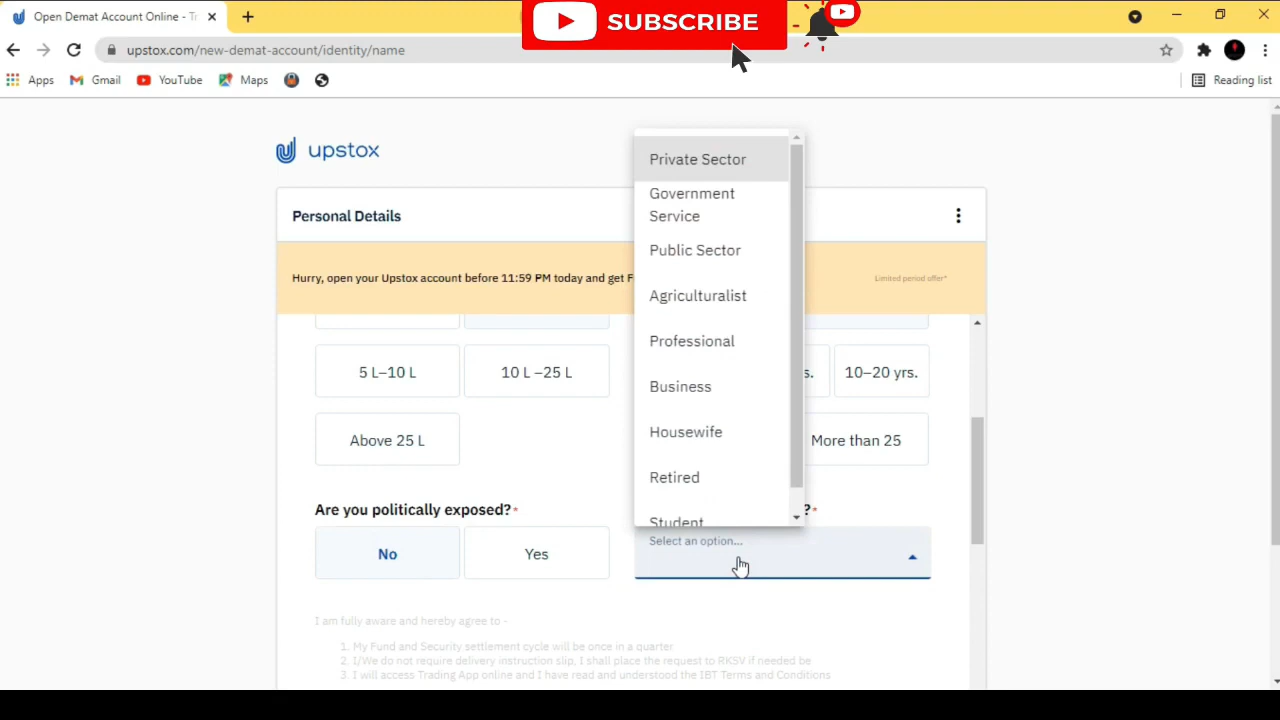 Open Demat Account Online - Tr
SUBSCRIBE
upstox.com/new-demat-account/identity/name
Apps
Gmail
YouTube
Maps
Reading list
upstox
Personal Details
Hurry, open your Upstox account before 11:59 PM today and get F
Limited period offer*
Private Sector
Government
Service
Public Sector
Agriculturalist
Professional
Business
Housewife
Retired
Student
5 L–10 L
10 L –25 L
s.
10–20 yrs.
Above 25 L
More than 25
Are you politically exposed?*
?*
No
Yes
Select an option...
I am fully aware and hereby agree to -
1. My Fund and Security settlement cycle will be once in a quarter
2. I/We do not require delivery instruction slip, I shall place the request to RKSV if needed be
3. I will access Trading App online and I have read and understood the IBT Terms and Conditions